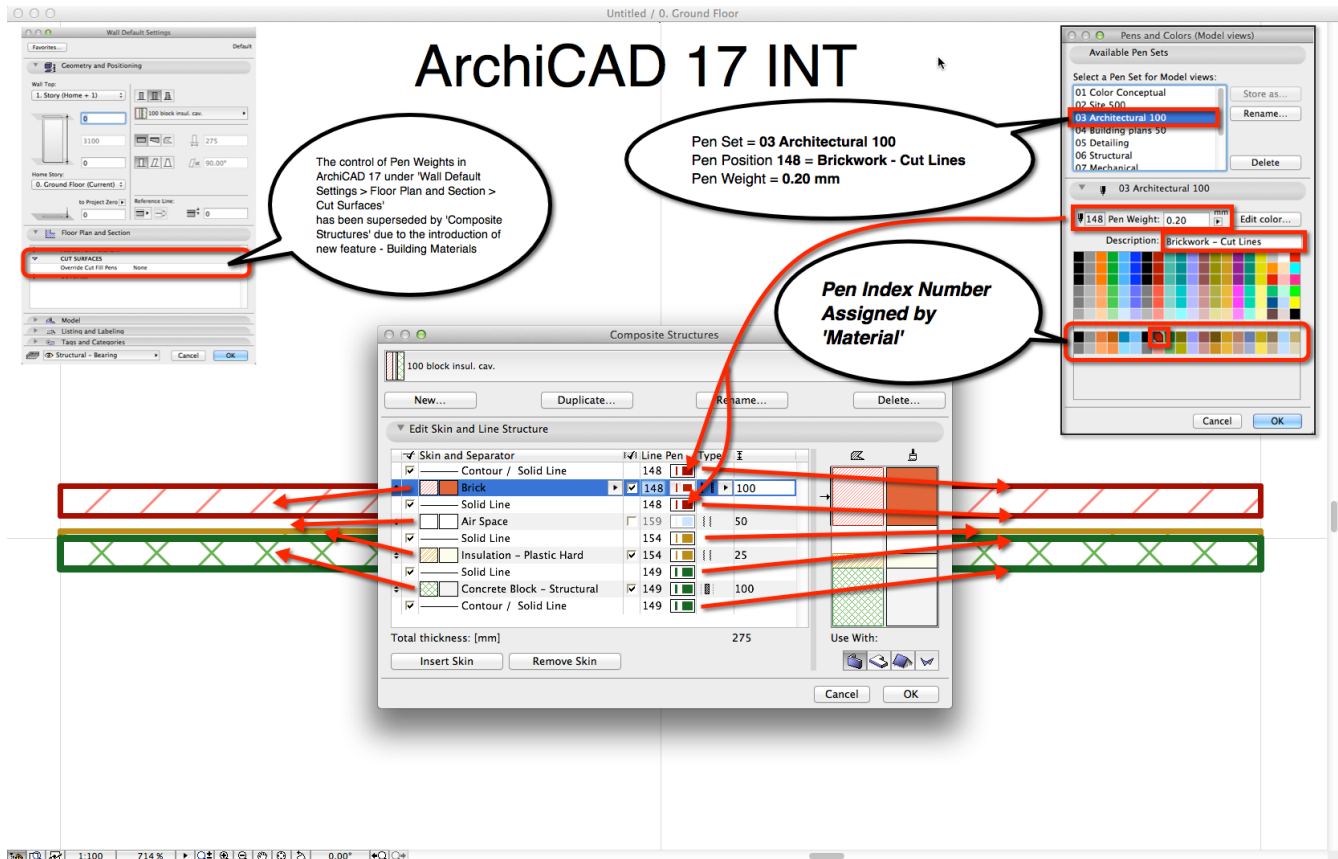 Untitled / 0. Ground Floor
ArchiCAD 17 INT
Wall Default Settings
Favorites...
Default
Geometry and Positioning
Wall Top:
1. Story (Home + 1)
0
3100
0
100 block insul. cav.
275
90.00°
Home Story:
0. Ground Floor (Current)
to Project Zero
0
Reference Line:
0
Floor Plan and Section
CUT SURFACES
Override Cut Fill Pens None
Model
Listing and Labeling
Tags and Categories
Structural - Bearing
Cancel
OK
The control of Pen Weights in
ArchiCAD 17 under 'Wall Default
Settings > Floor Plan and Section >
Cut Surfaces'
has been superseded by 'Composite
Structures' due to the introduction of
new feature - Building Materials
Pen Set = 03 Architectural 100
Pen Position 148 = Brickwork - Cut Lines
Pen Weight = 0.20 mm
Pens and Colors (Model views)
Available Pen Sets
Select a Pen Set for Model views:
01 Color Conceptual
02 Site 500
03 Architectural 100
04 Building plans 50
05 Detailing
06 Structural
07 Mechanical
Store as...
Rename...
Delete
03 Architectural 100
148 Pen Weight: 0.20 mm
Edit color...
Description: Brickwork - Cut Lines
Cancel
OK
Pen Index Number
Assigned by
'Material'
Composite Structures
100 block insul. cav.
New...
Duplicate...
Rename...
Delete...
Edit Skin and Line Structure
Skin and Separator Line Pen Type
Contour / Solid Line 148
Brick 148 100
Solid Line 148
Air Space 159 50
Solid Line 154
Insulation - Plastic Hard 154 25
Solid Line 149
Concrete Block - Structural 149 100
Contour / Solid Line 149
Total thickness: [mm] 275
Use With:
Insert Skin
Remove Skin
Cancel
OK
1:100
714 %
0.00°